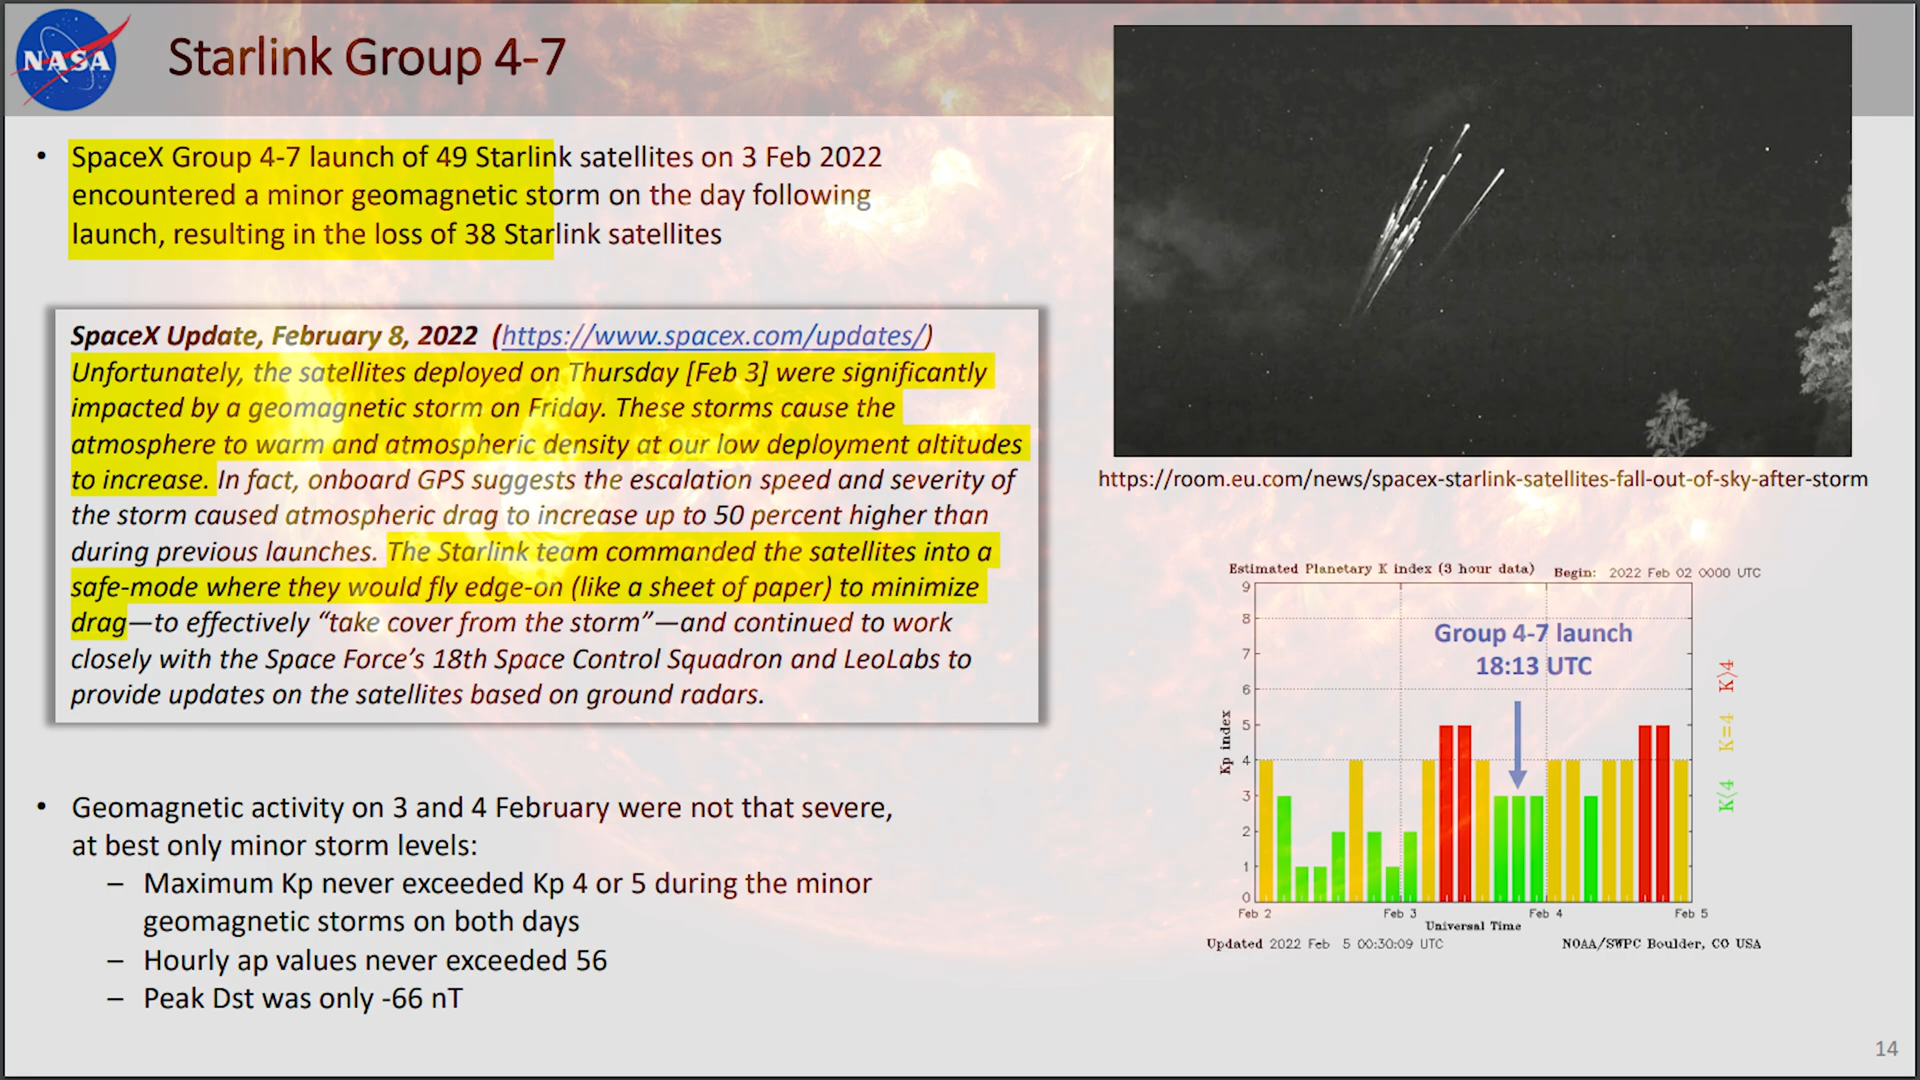 NASA
Starlink Group 4-7
• SpaceX Group 4-7 launch of 49 Starlink satellites on 3 Feb 2022
encountered a minor geomagnetic storm on the day following
launch, resulting in the loss of 38 Starlink satellites
SpaceX Update, February 8, 2022 (https://www.spacex.com/updates/)
Unfortunately, the satellites deployed on Thursday [Feb 3] were significantly
impacted by a geomagnetic storm on Friday. These storms cause the
atmosphere to warm and atmospheric density at our low deployment altitudes
to increase. In fact, onboard GPS suggests the escalation speed and severity of
the storm caused atmospheric drag to increase up to 50 percent higher than
during previous launches. The Starlink team commanded the satellites into a
safe-mode where they would fly edge-on (like a sheet of paper) to minimize
drag—to effectively “take cover from the storm”—and continued to work
closely with the Space Force’s 18th Space Control Squadron and LeoLabs to
provide updates on the satellites based on ground radars.
• Geomagnetic activity on 3 and 4 February were not that severe,
at best only minor storm levels:
– Maximum Kp never exceeded Kp 4 or 5 during the minor
geomagnetic storms on both days
– Hourly ap values never exceeded 56
– Peak Dst was only -66 nT
https://room.eu.com/news/spacex-starlink-satellites-fall-out-of-sky-after-storm
Estimated Planetary K index (3 hour data) Begin: 2022 Feb 02 0000 UTC
9
8
7
6
5
4
3
2
1
0
Kp index
Group 4-7 launch
18:13 UTC
K>4
K=4
K<4
Feb 2 Feb 3 Feb 4 Feb 5
Universal Time
Updated 2022 Feb 5 00:30:09 UTC NOAA/SWPC Boulder, CO USA
14